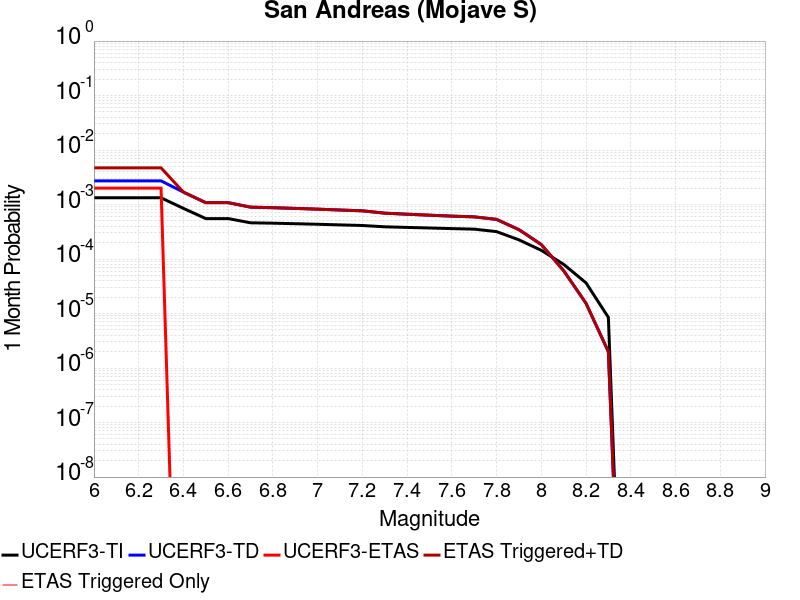 San Andreas (Mojave S)
10^0
10^-1
10^-2
10^-3
10^-4
10^-5
10^-6
10^-7
10^-8
1 Month Probability
6 6.2 6.4 6.6 6.8 7 7.2 7.4 7.6 7.8 8 8.2 8.4 8.6 8.8 9
Magnitude
UCERF3-TI UCERF3-TD UCERF3-ETAS ETAS Triggered+TD
ETAS Triggered Only